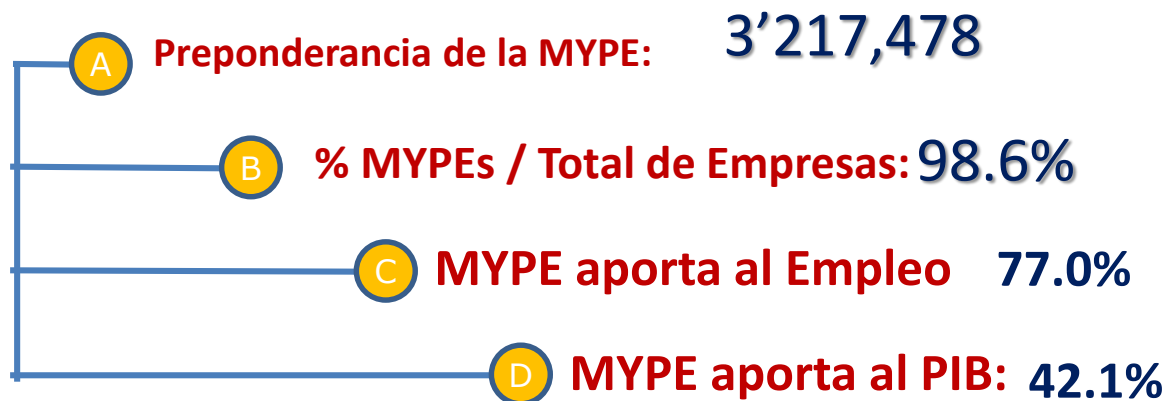 A Preponderancia de la MYPE: 3’217,478
B % MYPEs / Total de Empresas: 98.6%
C MYPE aporta al Empleo 77.0%
D MYPE aporta al PIB: 42.1%